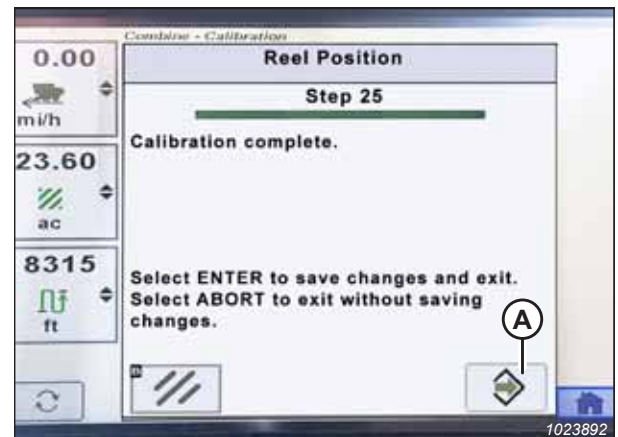 Combine - Calibration
0.00
mi/h
23.60
ac
8315
ft
Reel Position
Step 25
Calibration complete.
Select ENTER to save changes and exit.
Select ABORT to exit without saving
changes.
A
1023892